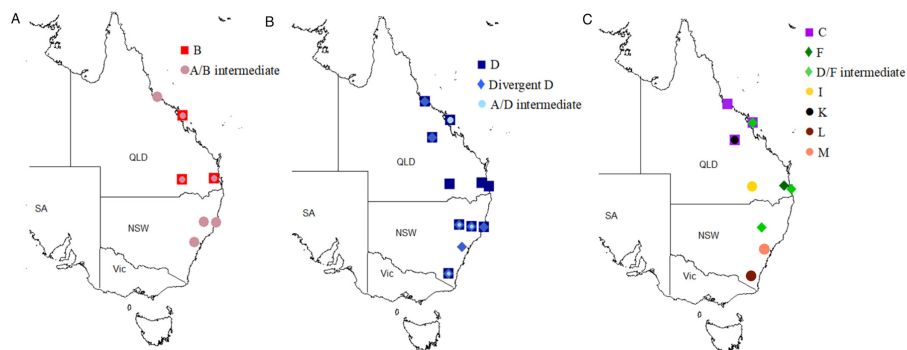 A
B
A/B intermediate
QLD
SA
NSW
Vic
B
D
Divergent D
A/D intermediate
QLD
SA
NSW
Vic
C
C
F
D/F intermediate
I
K
L
M
QLD
SA
NSW
Vic